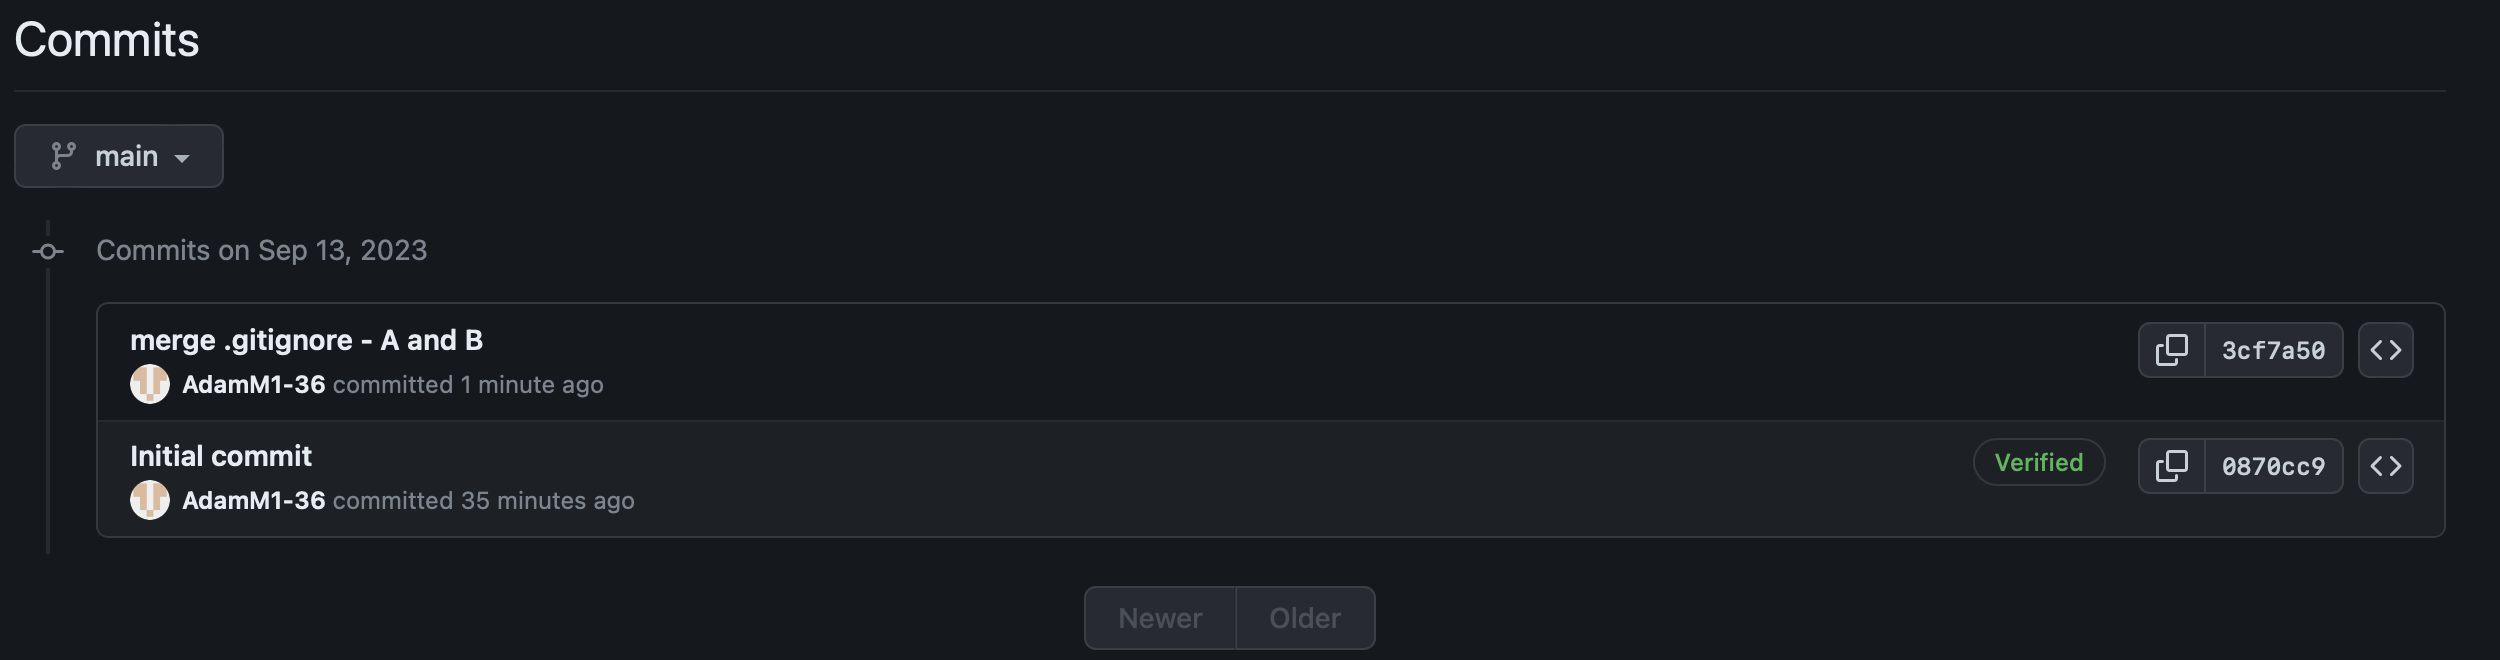 Commits
main
Commits on Sep 13, 2023
merge .gitignore - A and B
3cf7a50
AdamM1-36 committed 1 minute ago
Initial commit
Verified
0870cc9
AdamM1-36 committed 35 minutes ago
Newer
Older